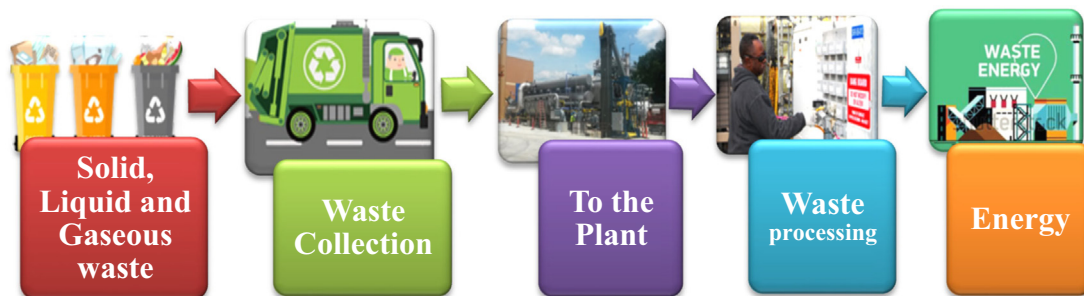 WASTE
ENERGY
Solid,
Liquid and
Gaseous
waste
Waste
Collection
To the
Plant
Waste
processing
Energy